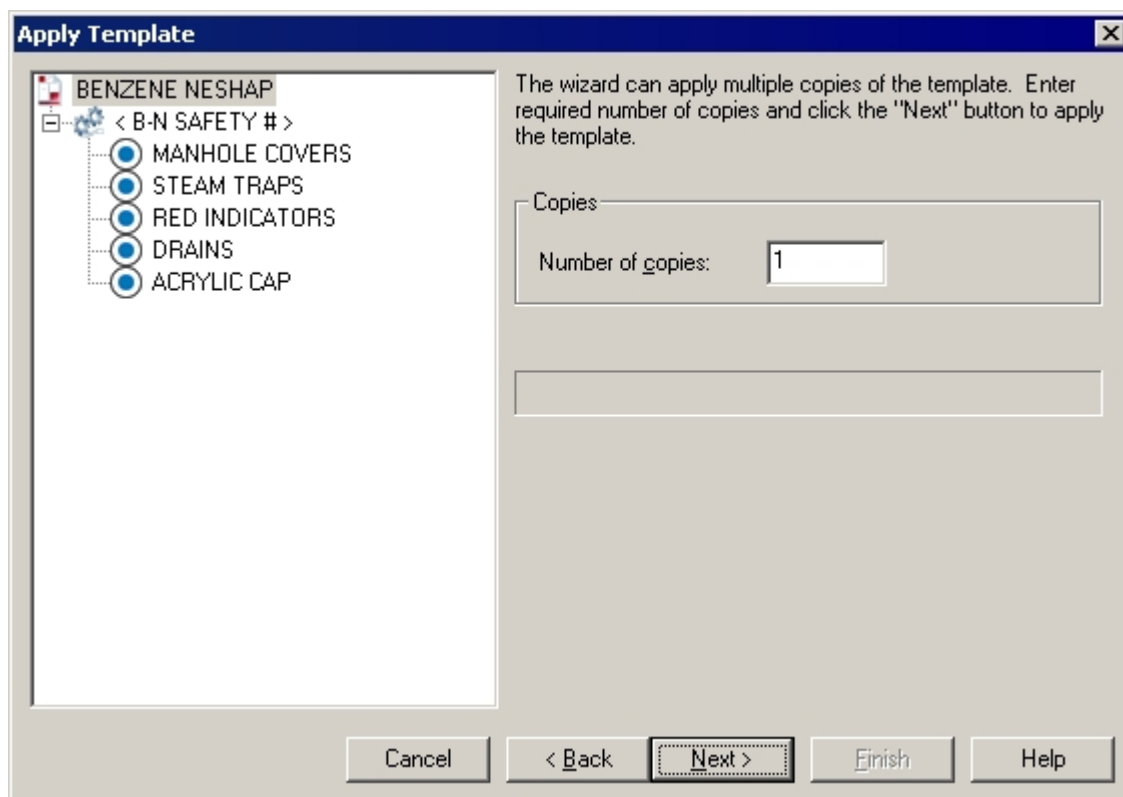 Apply Template
BENZENE NESHAP
< B-N SAFETY # >
MANHOLE COVERS
STEAM TRAPS
RED INDICATORS
DRAINS
ACRYLIC CAP
The wizard can apply multiple copies of the template.  Enter
required number of copies and click the "Next" button to apply
the template.
Copies
Number of copies: 1
Cancel < Back Next > Finish Help